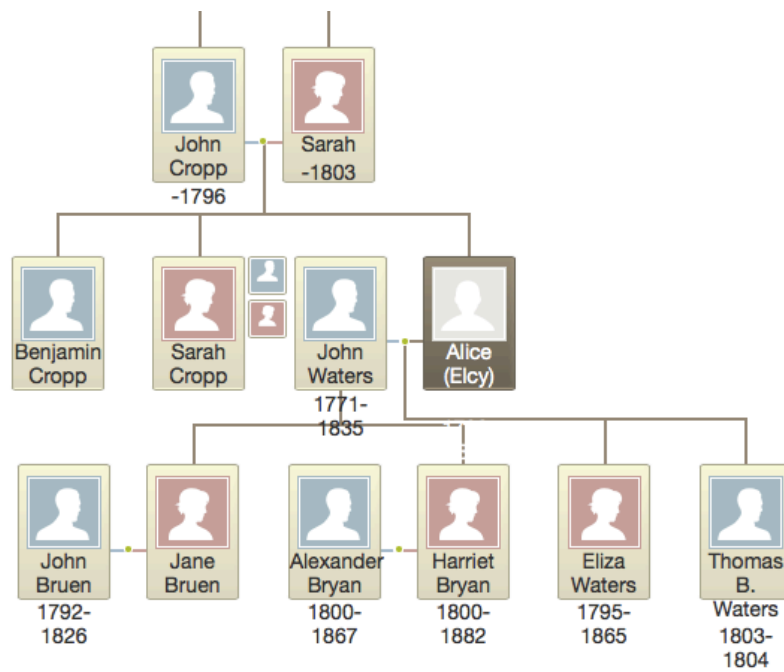 John
Cropp
-1796
Sarah
-1803
Benjamin
Cropp
Sarah
Cropp
John
Waters
1771-
1835
Alice
(Elcy)
John
Bruen
1792-
1826
Jane
Bruen
Alexander
Bryan
1800-
1867
Harriet
Bryan
1800-
1882
Eliza
Waters
1795-
1865
Thomas
B.
Waters
1803-
1804